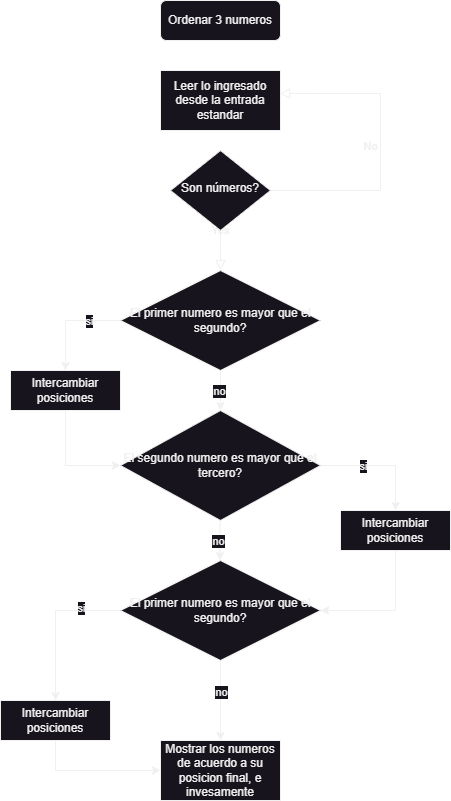 Ordenar 3 numeros
Leer lo ingresado
desde la entrada
estandar
No
Son números?
El primer numero es mayor que el
segundo?
si
Intercambiar
posiciones
no
El segundo numero es mayor que el
tercero?
si
Intercambiar
posiciones
no
El primer numero es mayor que el
segundo?
si
no
Intercambiar
posiciones
Mostrar los numeros
de acuerdo a su
posicion final, e
invesamente